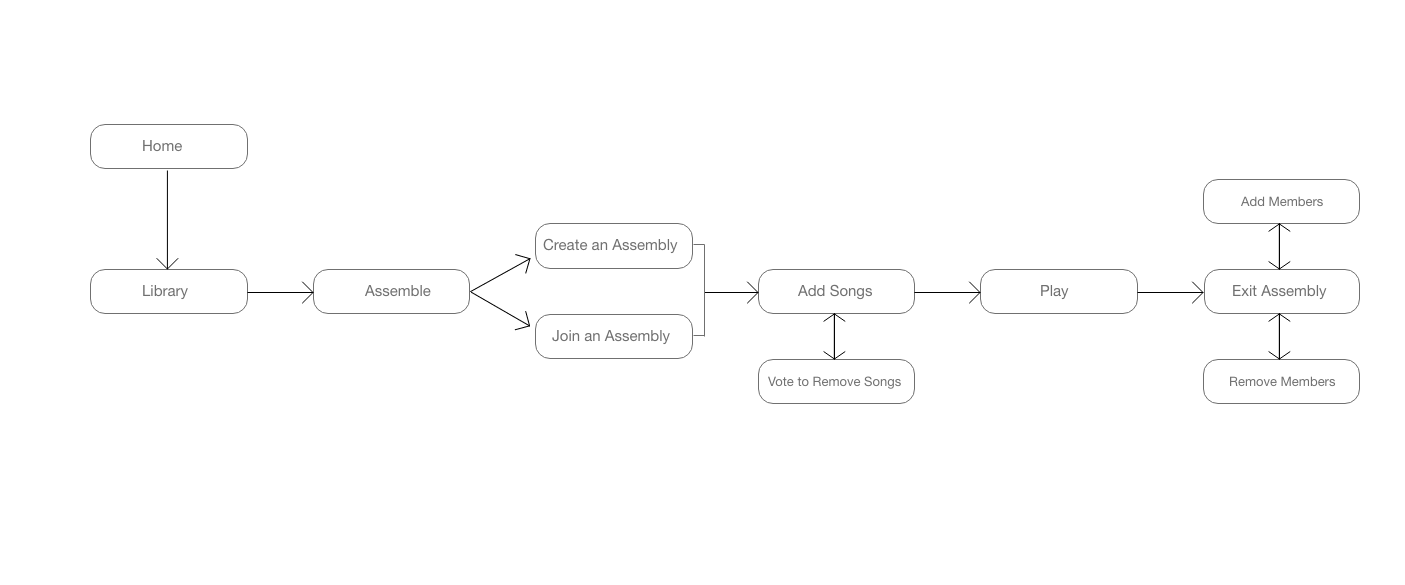 Home
Library
Assemble
Create an Assembly
Join an Assembly
Add Songs
Vote to Remove Songs
Play
Add Members
Exit Assembly
Remove Members